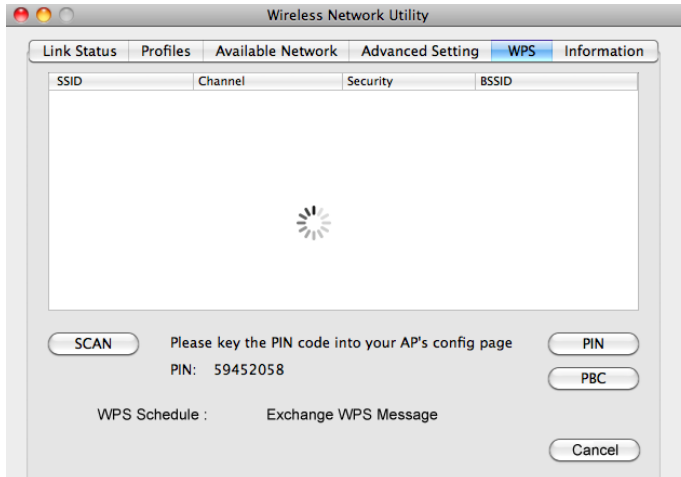 Wireless Network Utility
Link Status Profiles Available Network Advanced Setting WPS Information
SSID Channel Security BSSID
SCAN Please key the PIN code into your AP's config page PIN
PIN: 59452058
PBC
WPS Schedule : Exchange WPS Message
Cancel